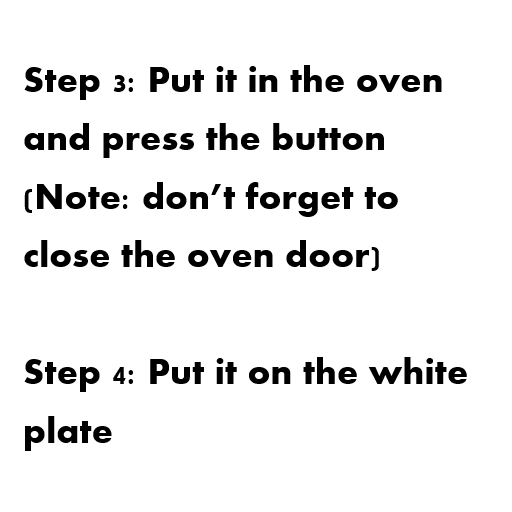 Step 3: Put it in the oven
and press the button
(Note: don’t forget to
close the oven door)
Step 4: Put it on the white
plate